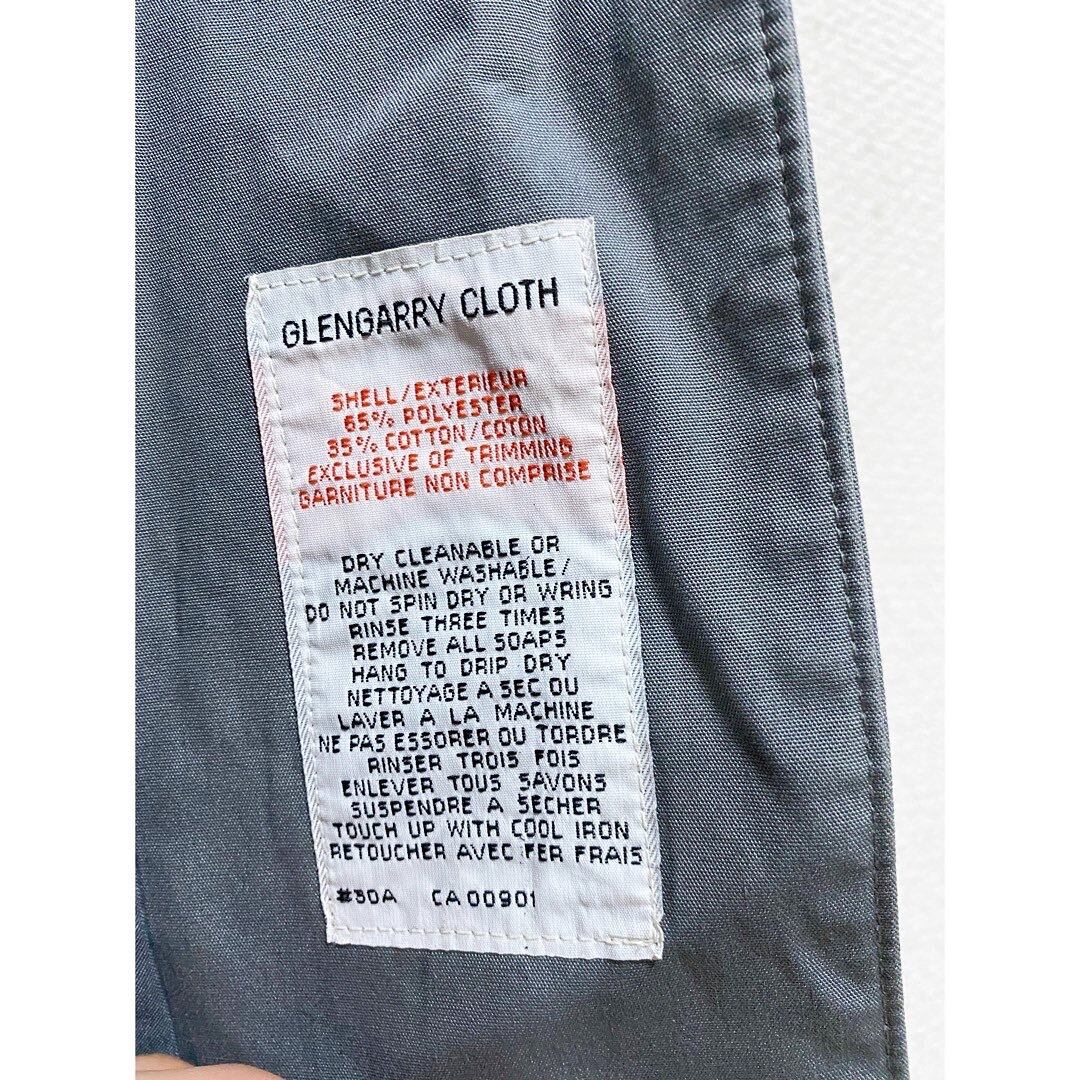 GLENGARRY CLOTH
SHELL/EXTERIEUR
65% POLYESTER
35% COTTON/COTON
EXCLUSIVE OF TRIMMING
GARNITURE NON COMPRISE
DRY CLEANABLE OR
MACHINE WASHABLE/
DO NOT SPIN DRY OR WRING
RINSE THREE TIMES
REMOVE ALL SOAPS
HANG TO DRIP DRY
NETTOYAGE A SEC OU
LAVER A LA MACHINE
NE PAS ESSORER OU TORDRE
RINSER TROIS FOIS
ENLEVER TOUS SAVONS
SUSPENDRE A SECHER
TOUCH UP WITH COOL IRON
RETOUCHER AVEC FER FRAIS
#30A CA 00901